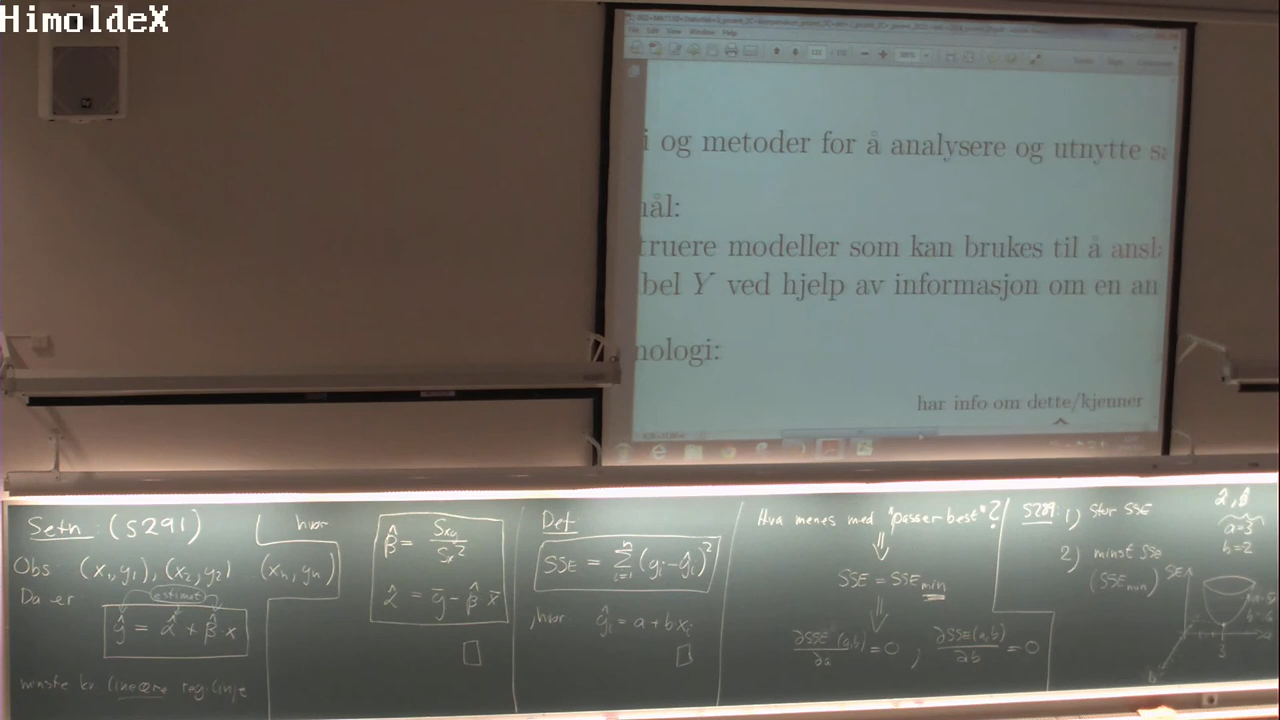 HimoldeX
i og metoder for å analysere og utnytte sa
nål:
truere modeller som kan brukes til å ansl
bel Y ved hjelp av informasjon om en an
nologi:
har info om dette/kjenner
Setn: (S291)
hvor
Obs: (x₁,y₁), (x₂,y₂) (xₙ,yₙ)
Da er
estimat
ŷ = α̂ + β̂·x
minste kv. lineære reg.linje
β̂ = Sxy / Sx²
α̂ = ȳ - β̂·x̄
Def
SSE = Σⁿᵢ₌₁ (yᵢ-ŷᵢ)²
, hvor ŷᵢ = a + bxᵢ
Hva menes med "passer best"?
⇓
SSE = SSEmin
⇓
∂SSE(a,b)/∂a = 0 , ∂SSE(a,b)/∂b = 0
S289: 1) stor SSE
2) minst SSE
(SSEmin)
α̂, β̂
a=3
b=2
SSE